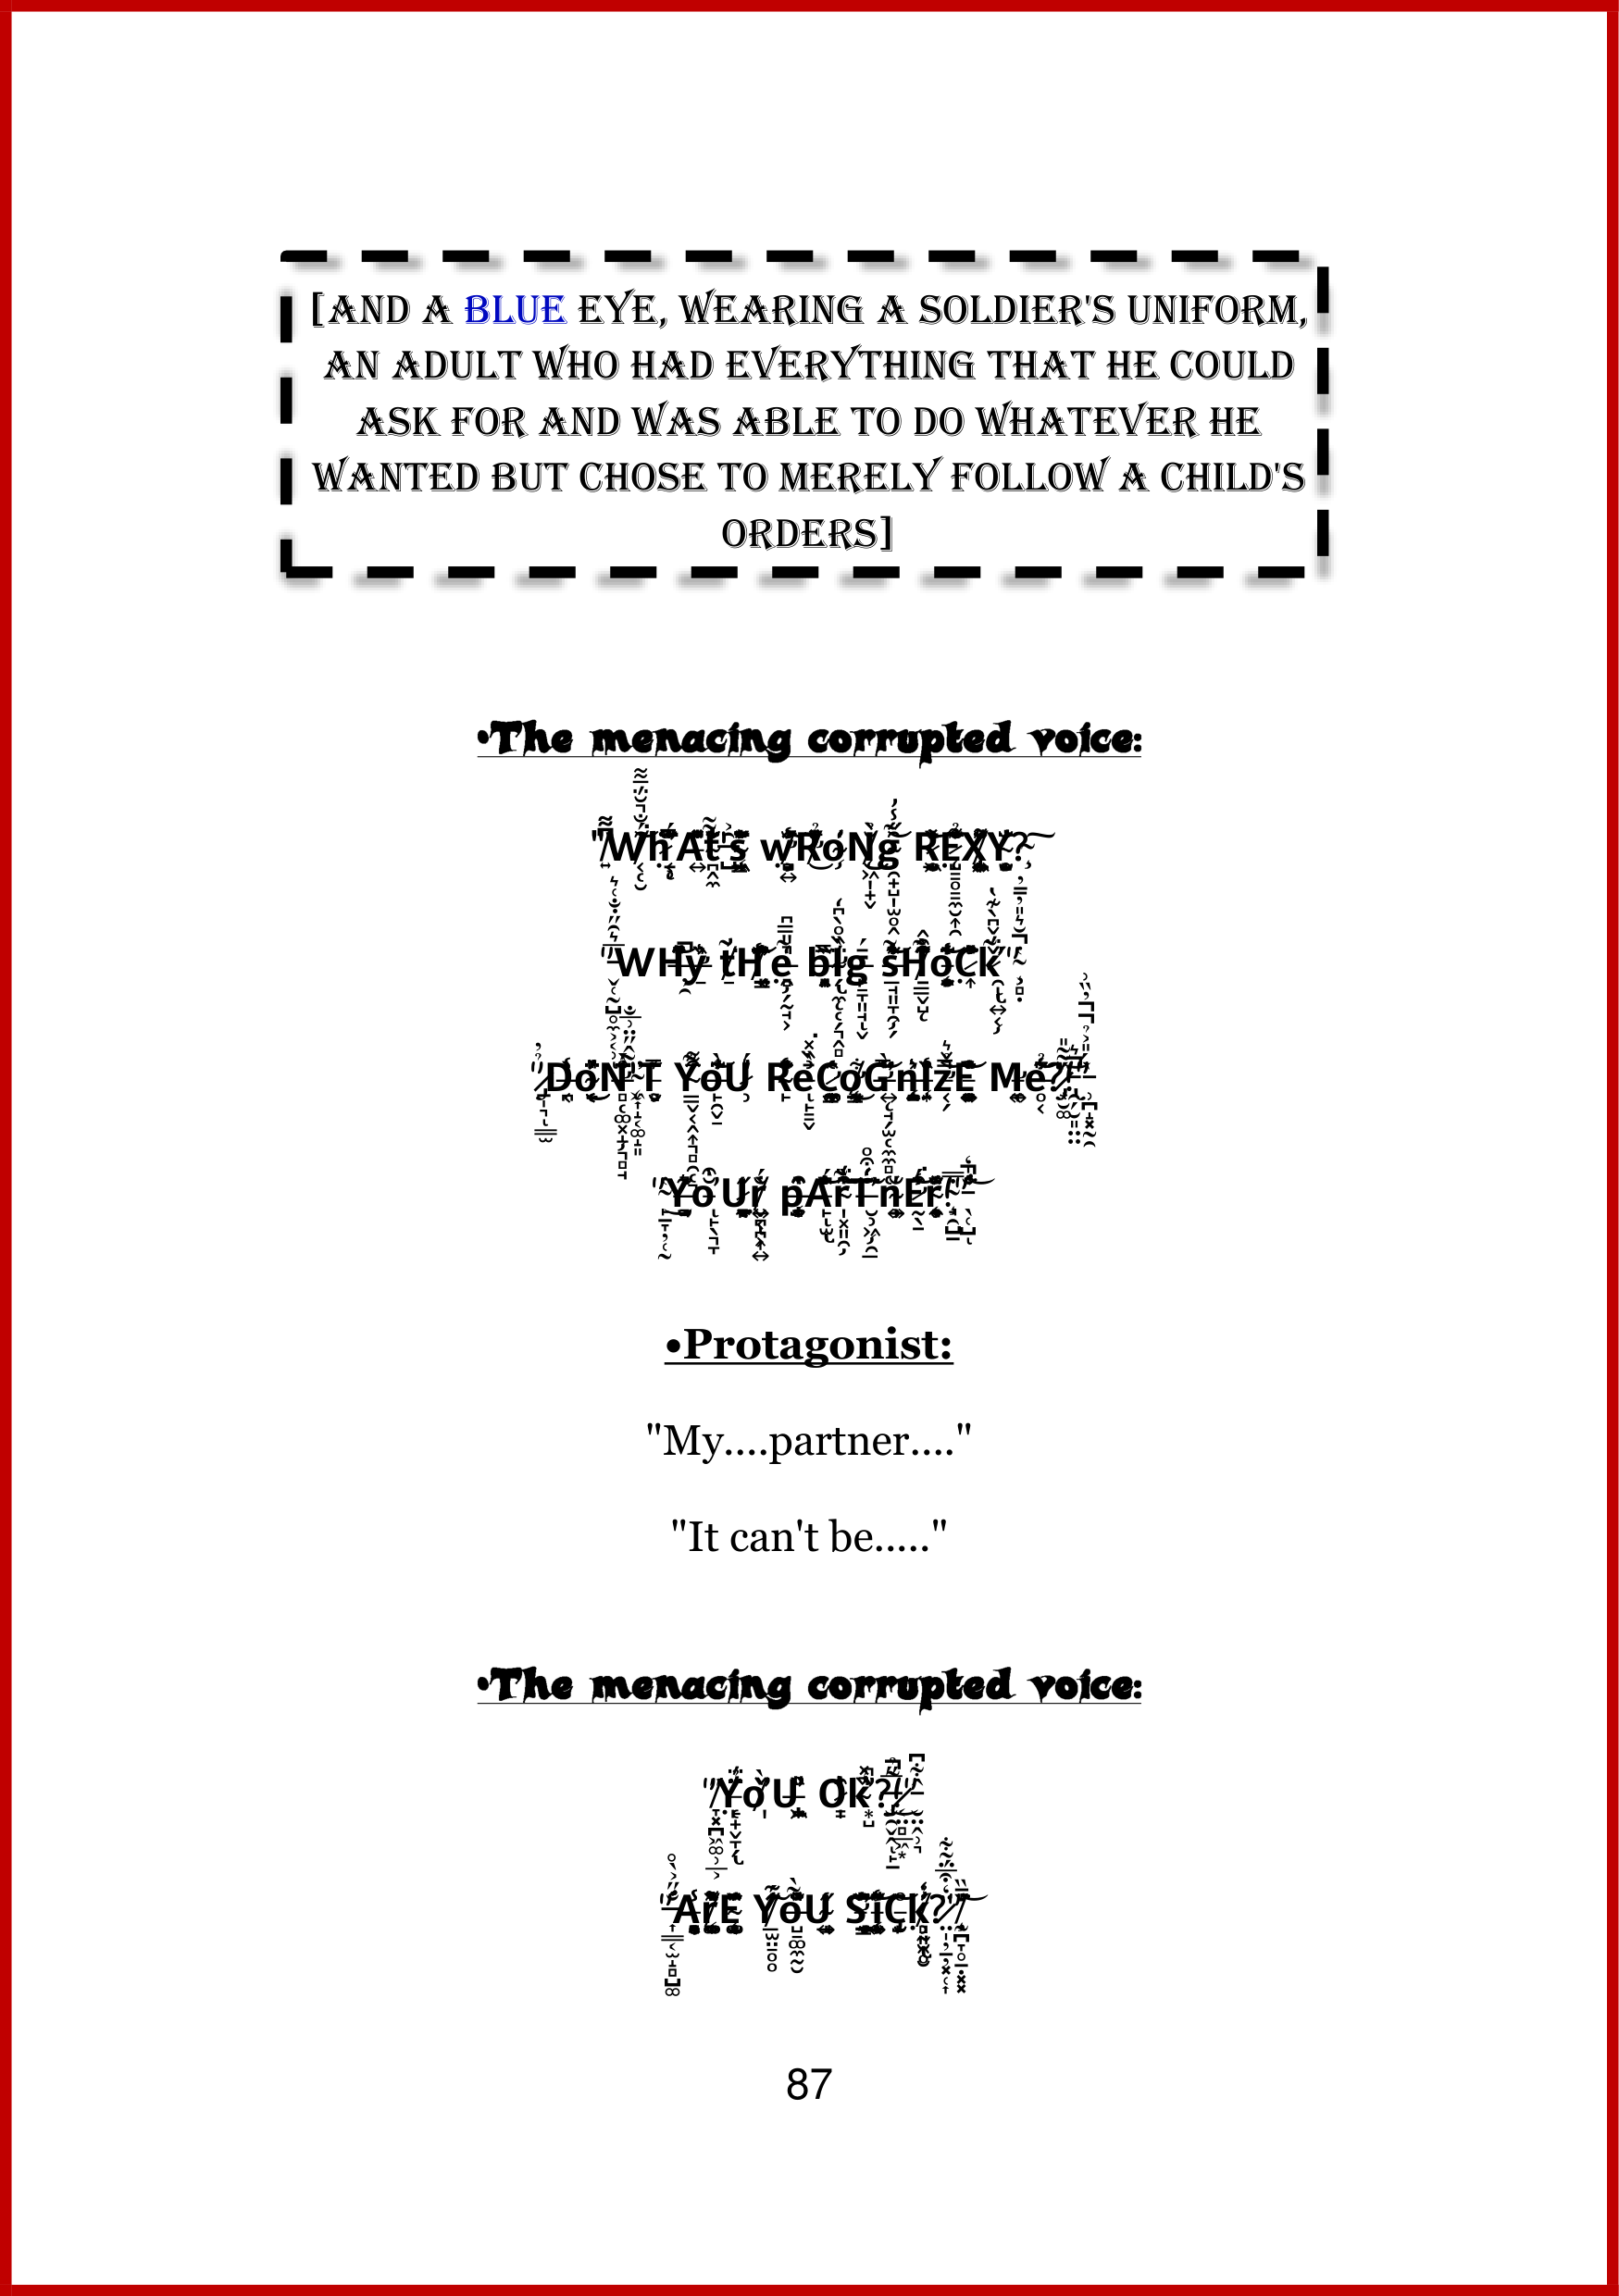 [AND A BLUE EYE, WEARING A SOLDIER'S UNIFORM,
AN ADULT WHO HAD EVERYTHING THAT HE COULD
ASK FOR AND WAS ABLE TO DO WHATEVER HE
WANTED BUT CHOSE TO MERELY FOLLOW A CHILD'S
ORDERS]
•The menacing corrupted voice:
"WhAt's wRoNg REXY?"
"WHy tHe bIg sHoCk"
"DoN'T YoU ReCoGnIzE Me?"
"YoUr pArTnEr"
•Protagonist:
"My....partner...."
"It can't be....."
•The menacing corrupted voice:
"YoU Ok?"
"ArE YoU SiCk?"
87